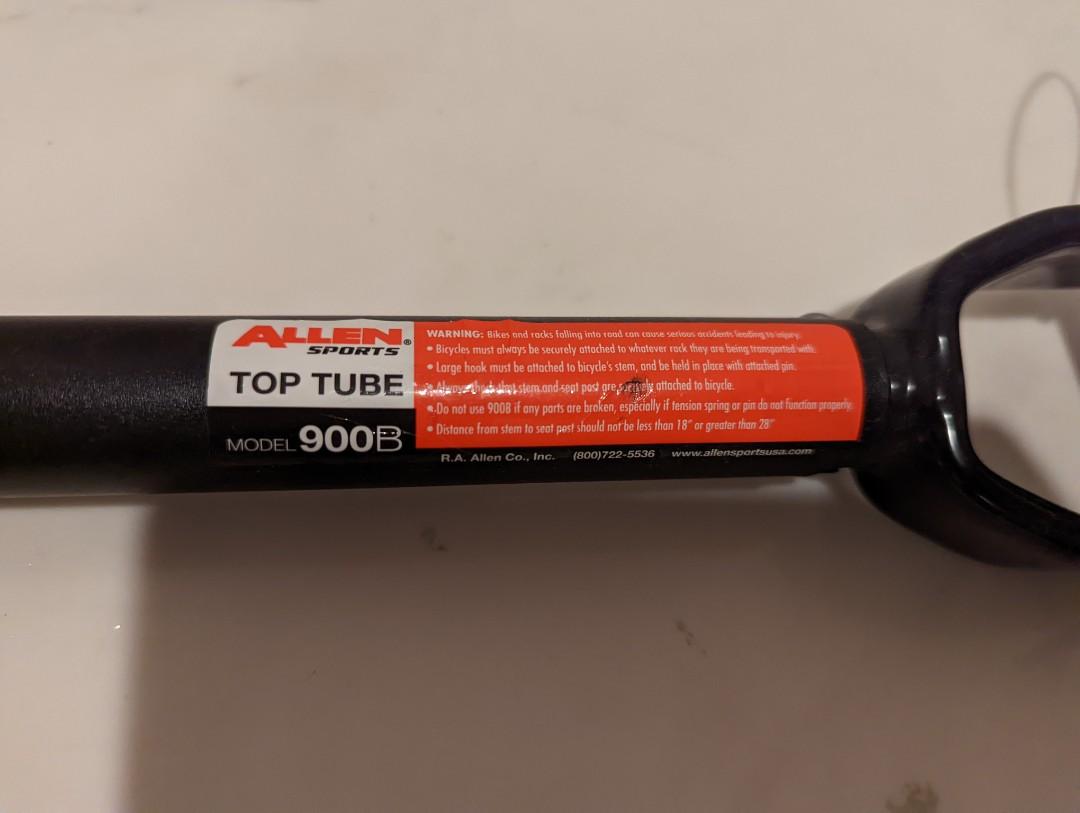 ALLEN®
SPORTS
TOP TUBE
MODEL 900B
WARNING: Bikes and racks falling into road can cause serious accidents leading to injury.
• Bicycles must always be securely attached to whatever rack they are being transported with.
• Large hook must be attached to bicycle's stem, and be held in place with attached pin.
• Always check that stem and seat post are securely attached to bicycle.
• Do not use 900B if any parts are broken, especially if tension spring or pin do not function properly.
• Distance from stem to seat post should not be less than 18" or greater than 28"
R.A. Allen Co., Inc. (800)722-5536 www.allensportsusa.com